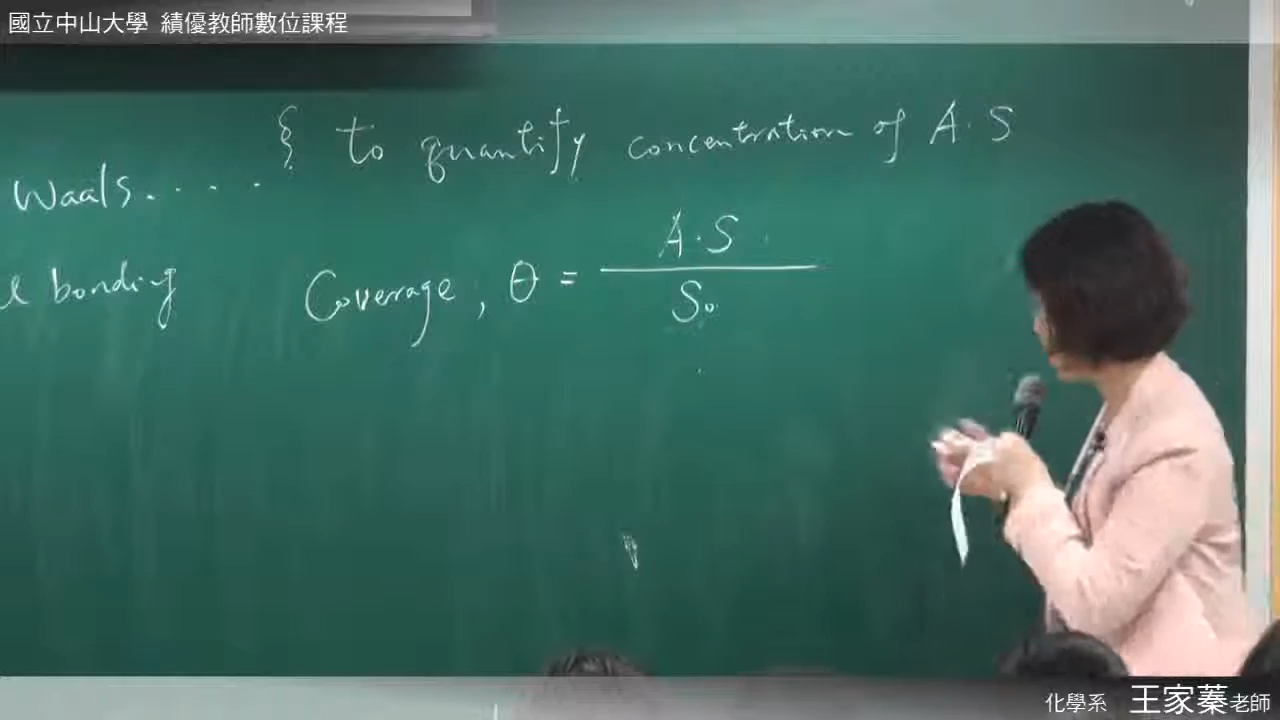 國立中山大學 績優教師數位課程
{ to quantify concentration of A·S
Waals. . . .
bonding
Coverage, θ = A·S / S₀
化學系 王家蓁老師